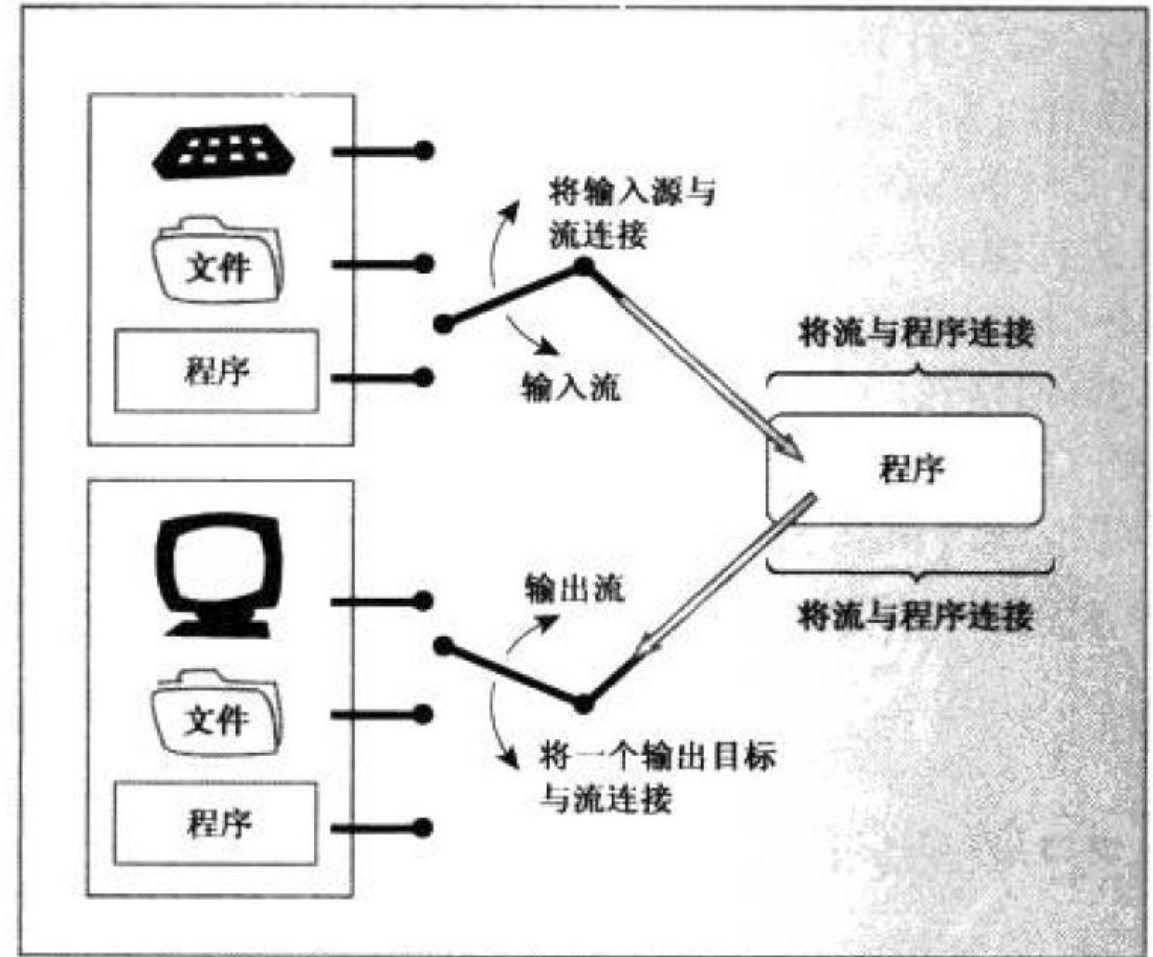 将输入源与
流连接
文件
程序
输入流
将流与程序连接
程序
输出流
将流与程序连接
文件
将一个输出目标
与流连接
程序